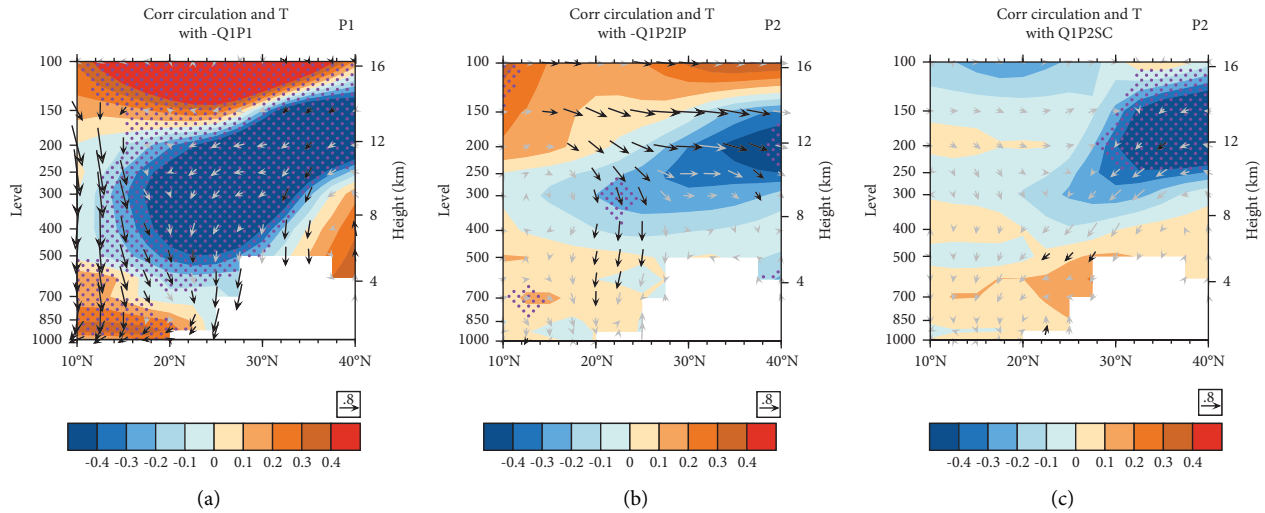 Corr circulation and T
with -Q1P1
P1
100
150
200
250
300
400
500
700
850
1000
Level
16
12
8
4
Height (km)
10°N
20°N
30°N
40°N
.8
-0.4 -0.3 -0.2 -0.1 0 0.1 0.2 0.3 0.4
(a)
Corr circulation and T
with -Q1P2IP
P2
100
150
200
250
300
400
500
700
850
1000
Level
16
12
8
4
Height (km)
10°N
20°N
30°N
40°N
.8
-0.4 -0.3 -0.2 -0.1 0 0.1 0.2 0.3 0.4
(b)
Corr circulation and T
with Q1P2SC
P2
100
150
200
250
300
400
500
700
850
1000
Level
16
12
8
4
Height (km)
10°N
20°N
30°N
40°N
.8
-0.4 -0.3 -0.2 -0.1 0 0.1 0.2 0.3 0.4
(c)